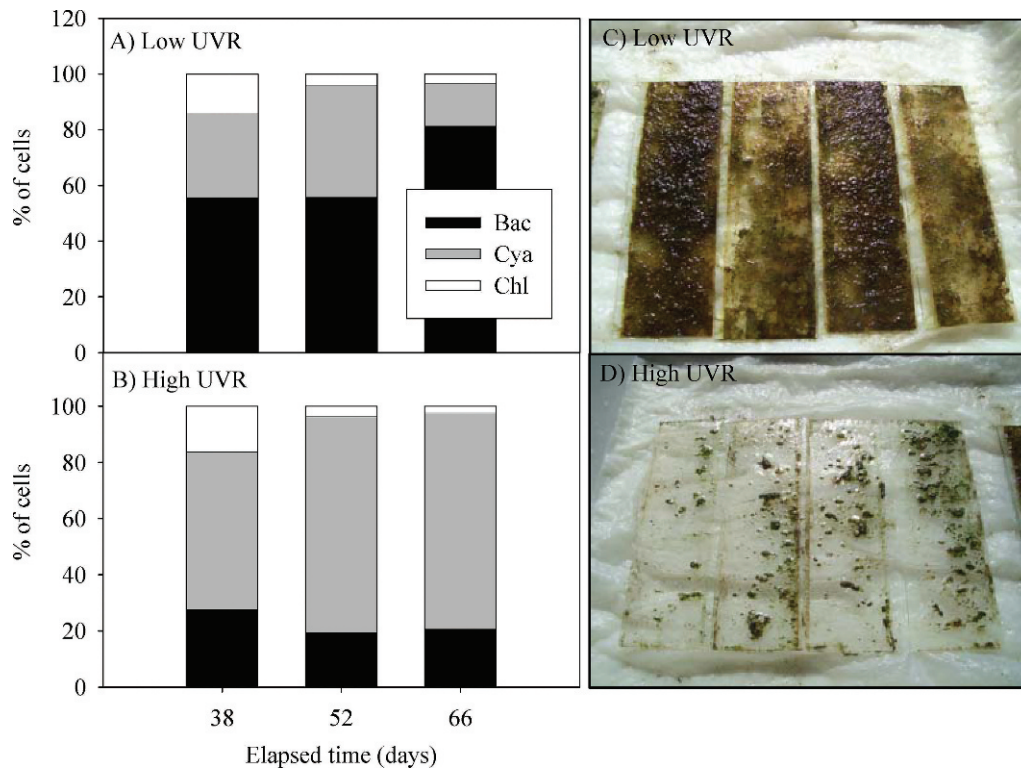 A) Low UVR
120
100
80
60
40
20
0
% of cells
Bac
Cya
Chl
B) High UVR
100
80
60
40
20
0
% of cells
38 52 66
Elapsed time (days)
C) Low UVR
D) High UVR